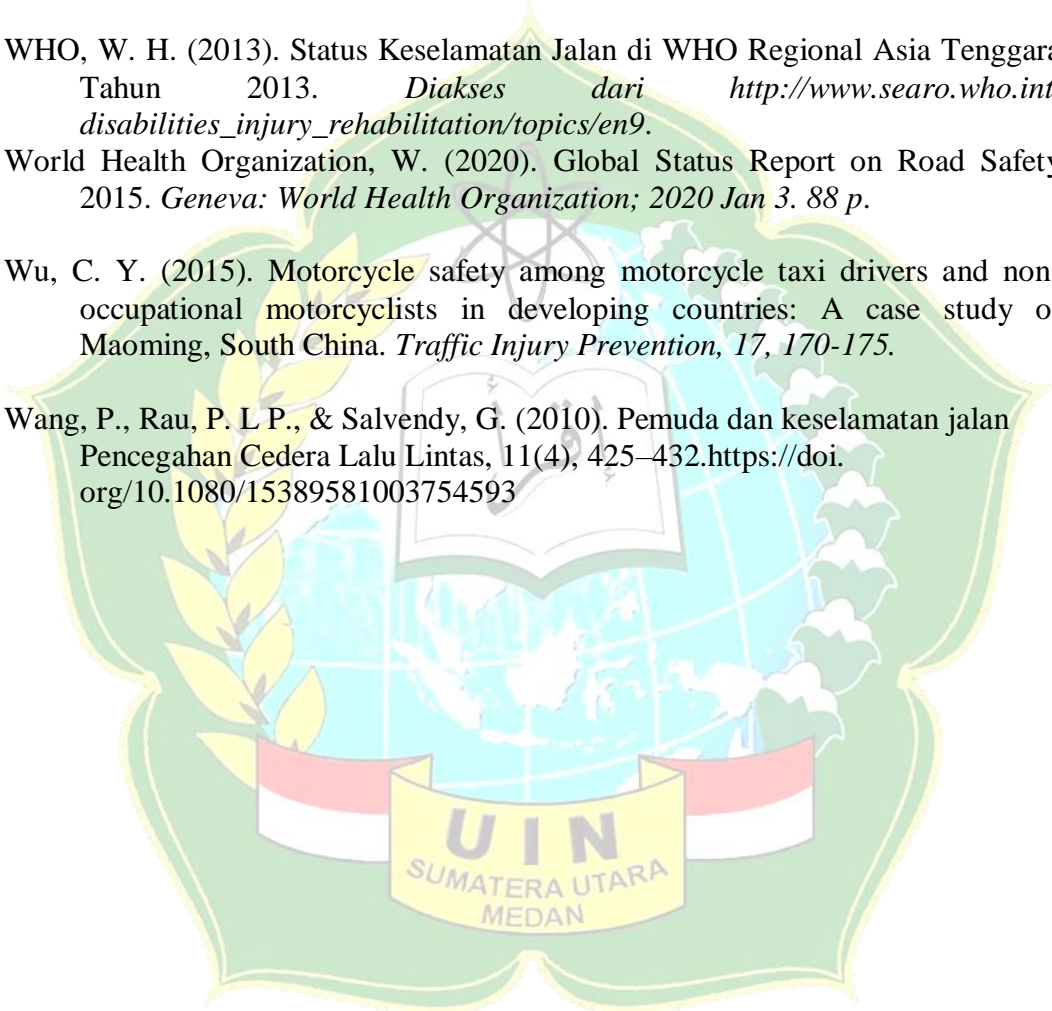 WHO, W. H. (2013). Status Keselamatan Jalan di WHO Regional Asia Tenggara
Tahun 2013. Diakses dari http://www.searo.who.int
disabilities_injury_rehabilitation/topics/en9.
World Health Organization, W. (2020). Global Status Report on Road Safety
2015. Geneva: World Health Organization; 2020 Jan 3. 88 p.
Wu, C. Y. (2015). Motorcycle safety among motorcycle taxi drivers and non
occupational motorcyclists in developing countries: A case study o
Maoming, South China. Traffic Injury Prevention, 17, 170-175.
Wang, P., Rau, P. L P., & Salvendy, G. (2010). Pemuda dan keselamatan jalan
Pencegahan Cedera Lalu Lintas, 11(4), 425–432.https://doi.
org/10.1080/15389581003754593
UIN
SUMATERA UTARA
MEDAN